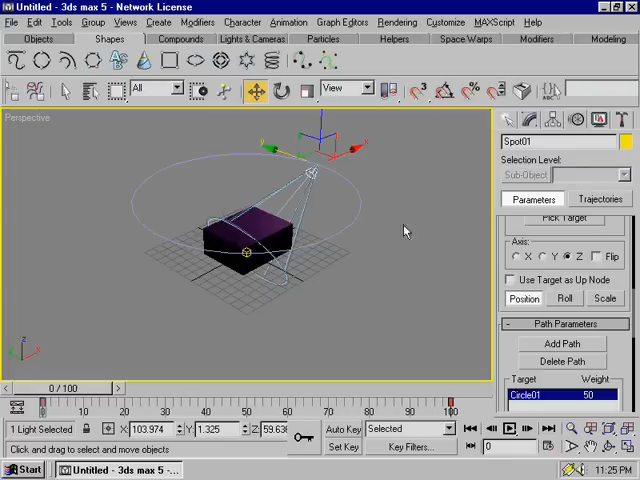 Untitled - 3ds max 5 - Network License
File Edit Tools Group Views Create Modifiers Character Animation Graph Editors Rendering Customize MAXScript Help
Objects Shapes Compounds Lights & Cameras Particles Helpers Space Warps Modifiers Modeling
All View
Perspective
Spot01
Selection Level:
Sub-Object
Parameters Trajectories
Pick Target
Axis:
X Y Z Flip
Use Target as Up Node
Position Roll Scale
- Path Parameters
Add Path
Delete Path
Target Weight
Circle01 50
0 / 100
0 10 20 30 40 50 60 70 80 90 100
1 Light Selected X: 103.974 Y: 1.325 Z: 59.636 Auto Key Selected
Click and drag to select and move objects Set Key Key Filters... 0
Start Untitled - 3ds max 5 -... 11:25 PM